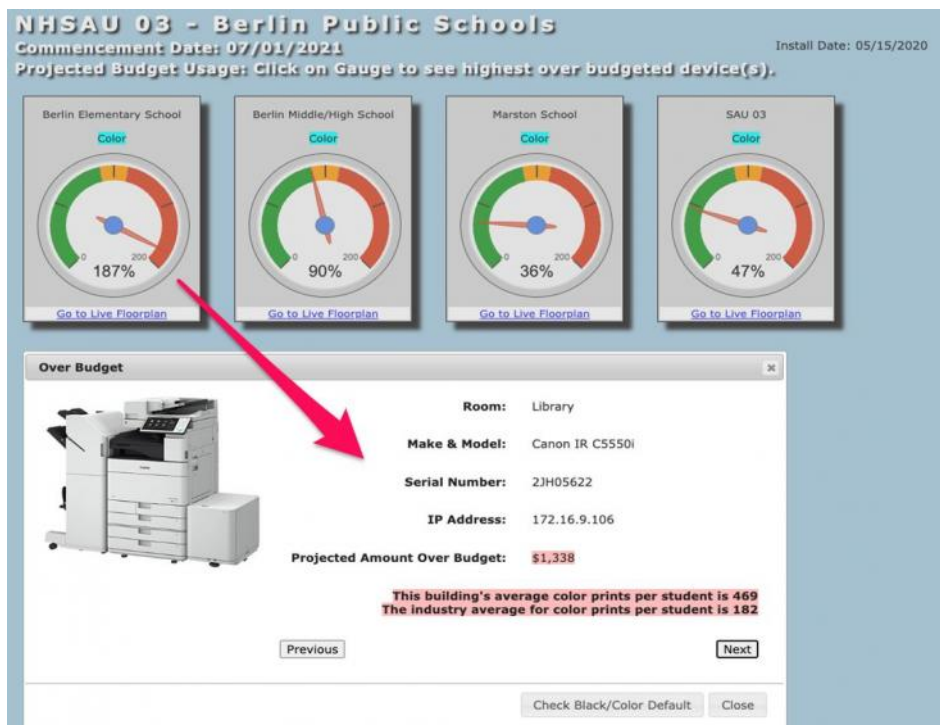 NHSAU 03 - Berlin Public Schools
Commencement Date: 07/01/2021
Install Date: 05/15/2020
Projected Budget Usage: Click on Gauge to see highest over budgeted device(s).
Berlin Elementary School
Color
0 200
187%
Go to Live Floorplan
Berlin Middle/High School
Color
0 200
90%
Go to Live Floorplan
Marston School
Color
0 200
36%
Go to Live Floorplan
SAU 03
Color
0 200
47%
Go to Live Floorplan
Over Budget
Room: Library
Make & Model: Canon IR C5550i
Serial Number: 2JH05622
IP Address: 172.16.9.106
Projected Amount Over Budget: $1,338
This building's average color prints per student is 469
The industry average for color prints per student is 182
Previous Next
Check Black/Color Default Close